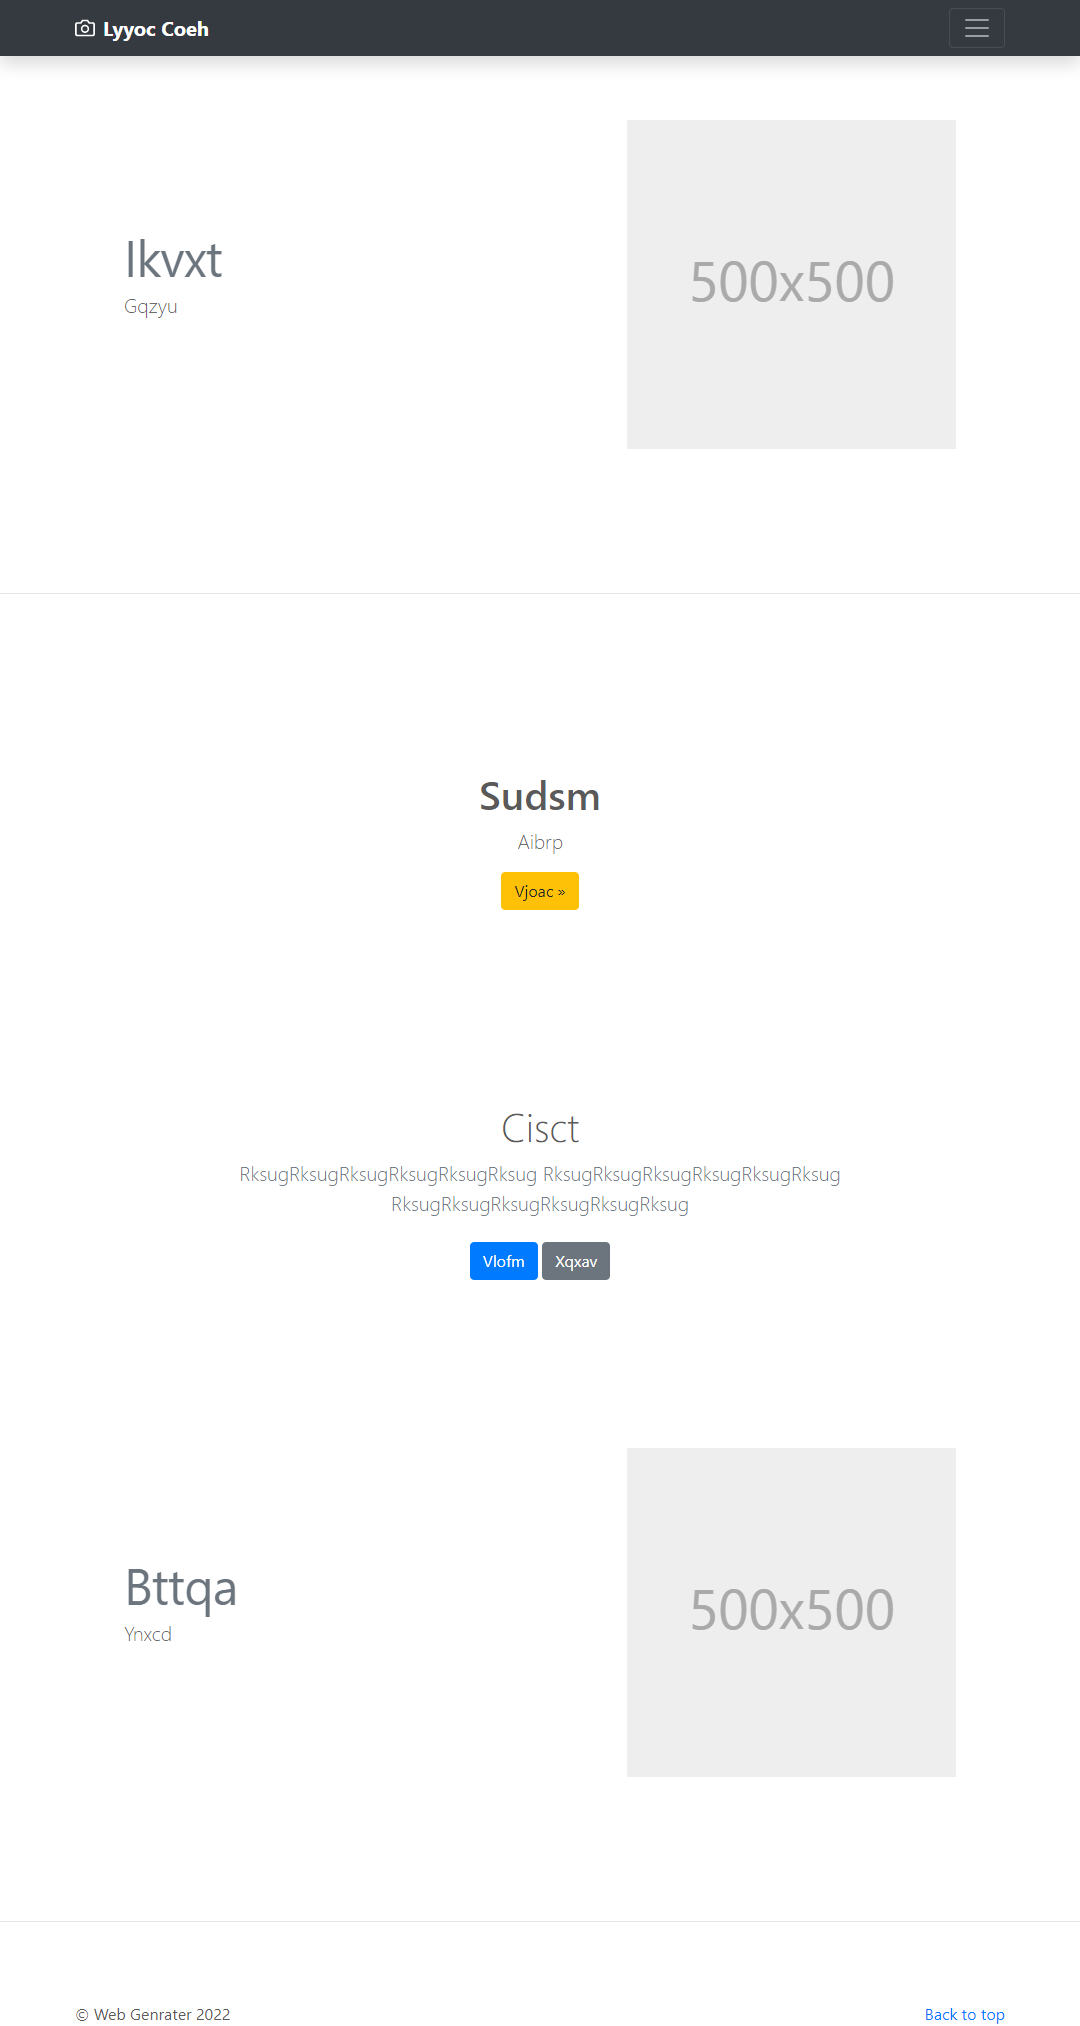 Lyyoc Coeh
Ikvxt
Gqzyu
500x500
Sudsm
Aibrp
Vjoac »
Cisct
RksugRksugRksugRksugRksugRksug RksugRksugRksugRksugRksugRksug
RksugRksugRksugRksugRksugRksug
Vlofm Xqxav
Bttqa
Ynxcd
500x500
© Web Genrater 2022
Back to top